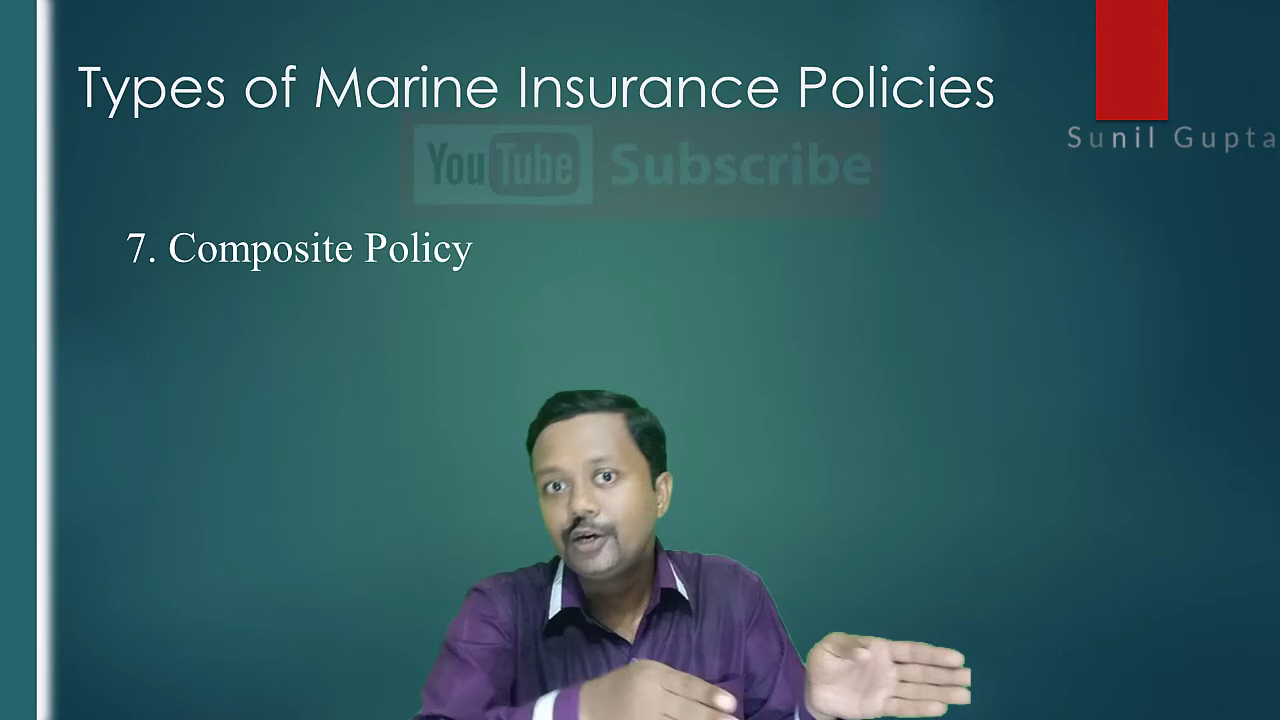 Types of Marine Insurance Policies
Sunil Gupta
YouTube Subscribe
7. Composite Policy